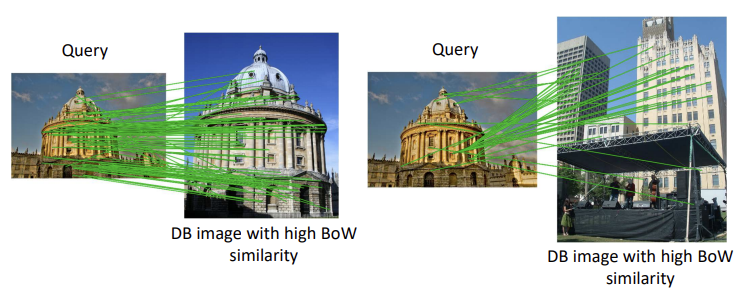 Query
DB image with high BoW
similarity
Query
DB image with high BoW
similarity